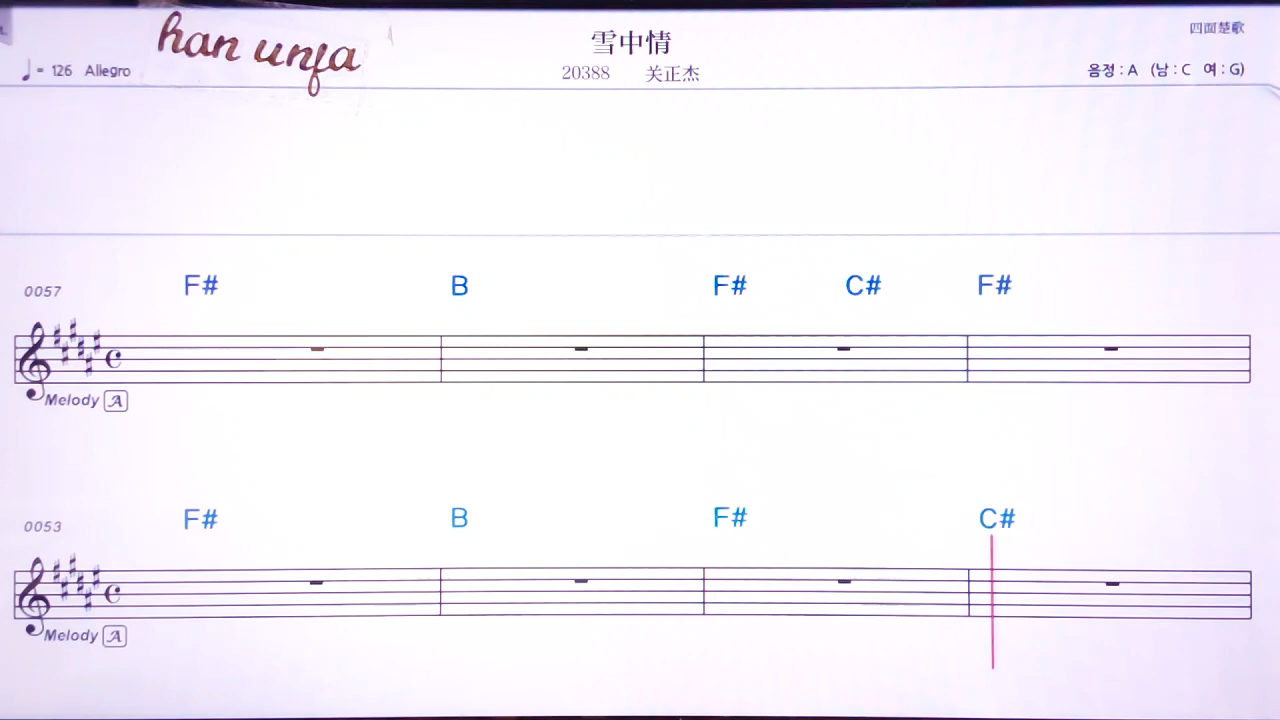 han unfa
雪中情
四面楚歌
♩= 126 Allegro
20388 关正杰
음정 : A (남 : C 여 : G)
0057 F# B F# C# F#
Melody A
0053 F# B F# C#
Melody A